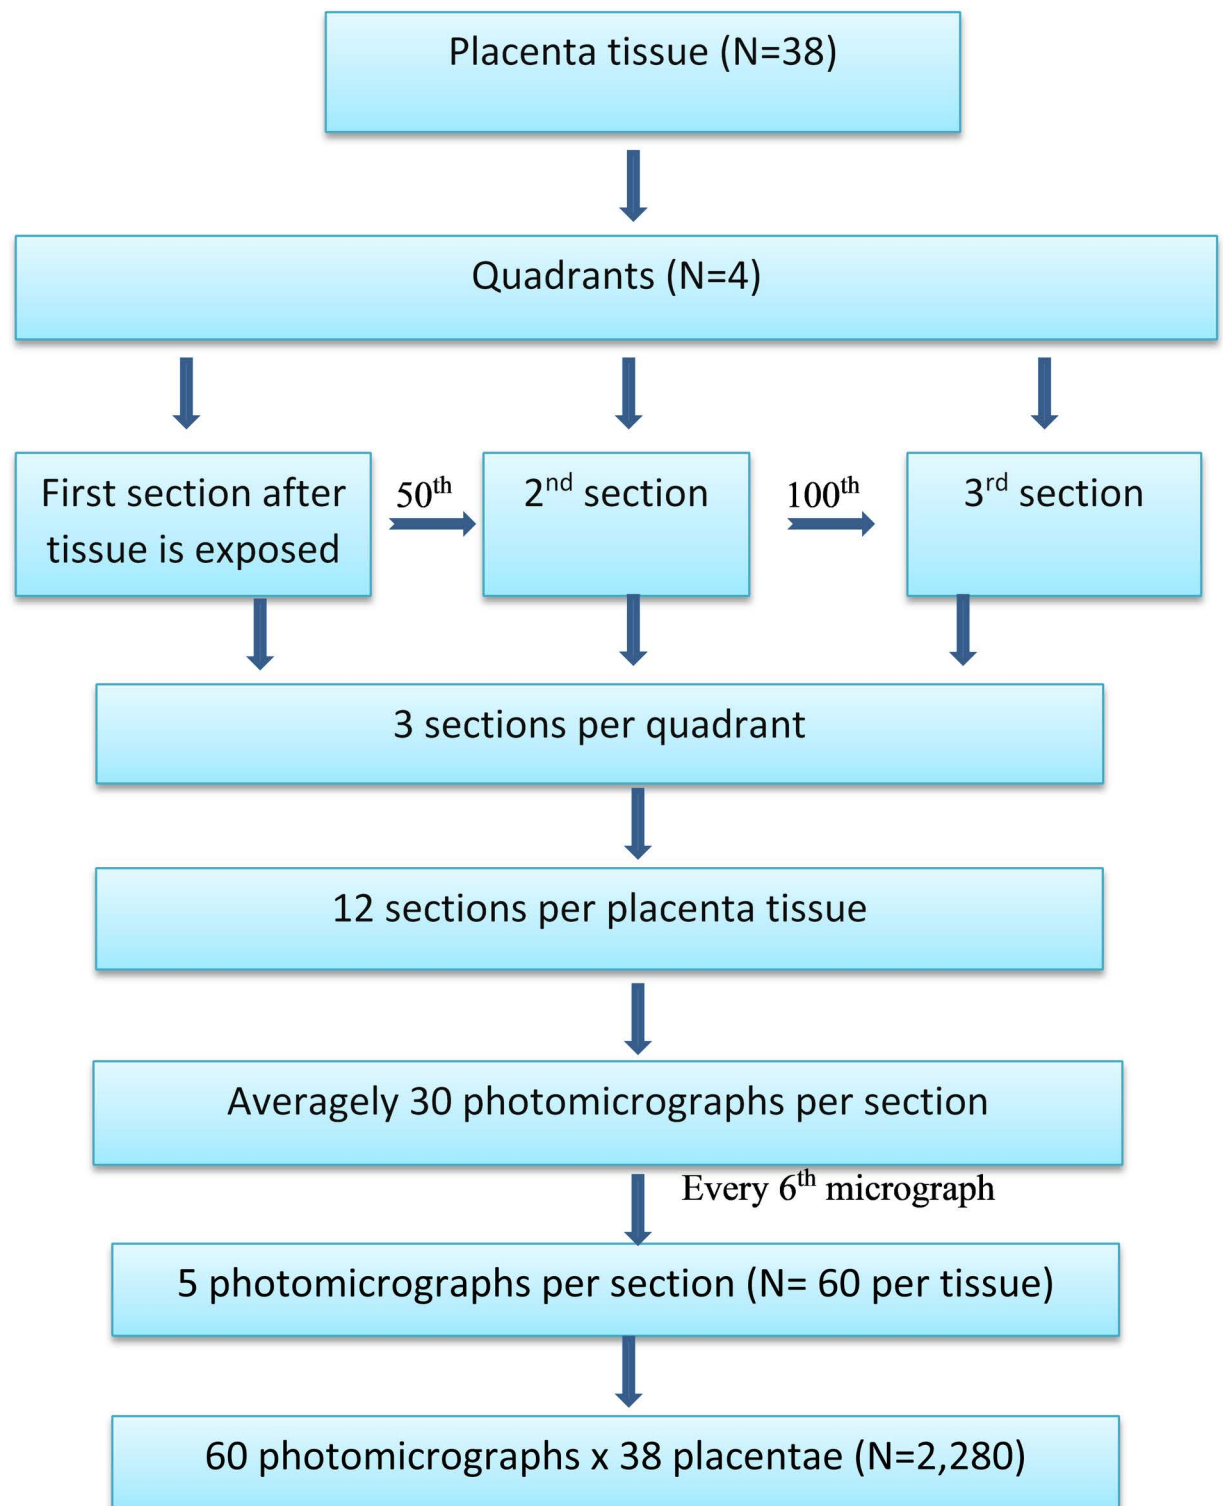 Placenta tissue (N=38)
Quadrants (N=4)
First section after
tissue is exposed
50th
2nd section
100th
3rd section
3 sections per quadrant
12 sections per placenta tissue
Averagely 30 photomicrographs per section
Every 6th micrograph
5 photomicrographs per section (N= 60 per tissue)
60 photomicrographs x 38 placentae (N=2,280)